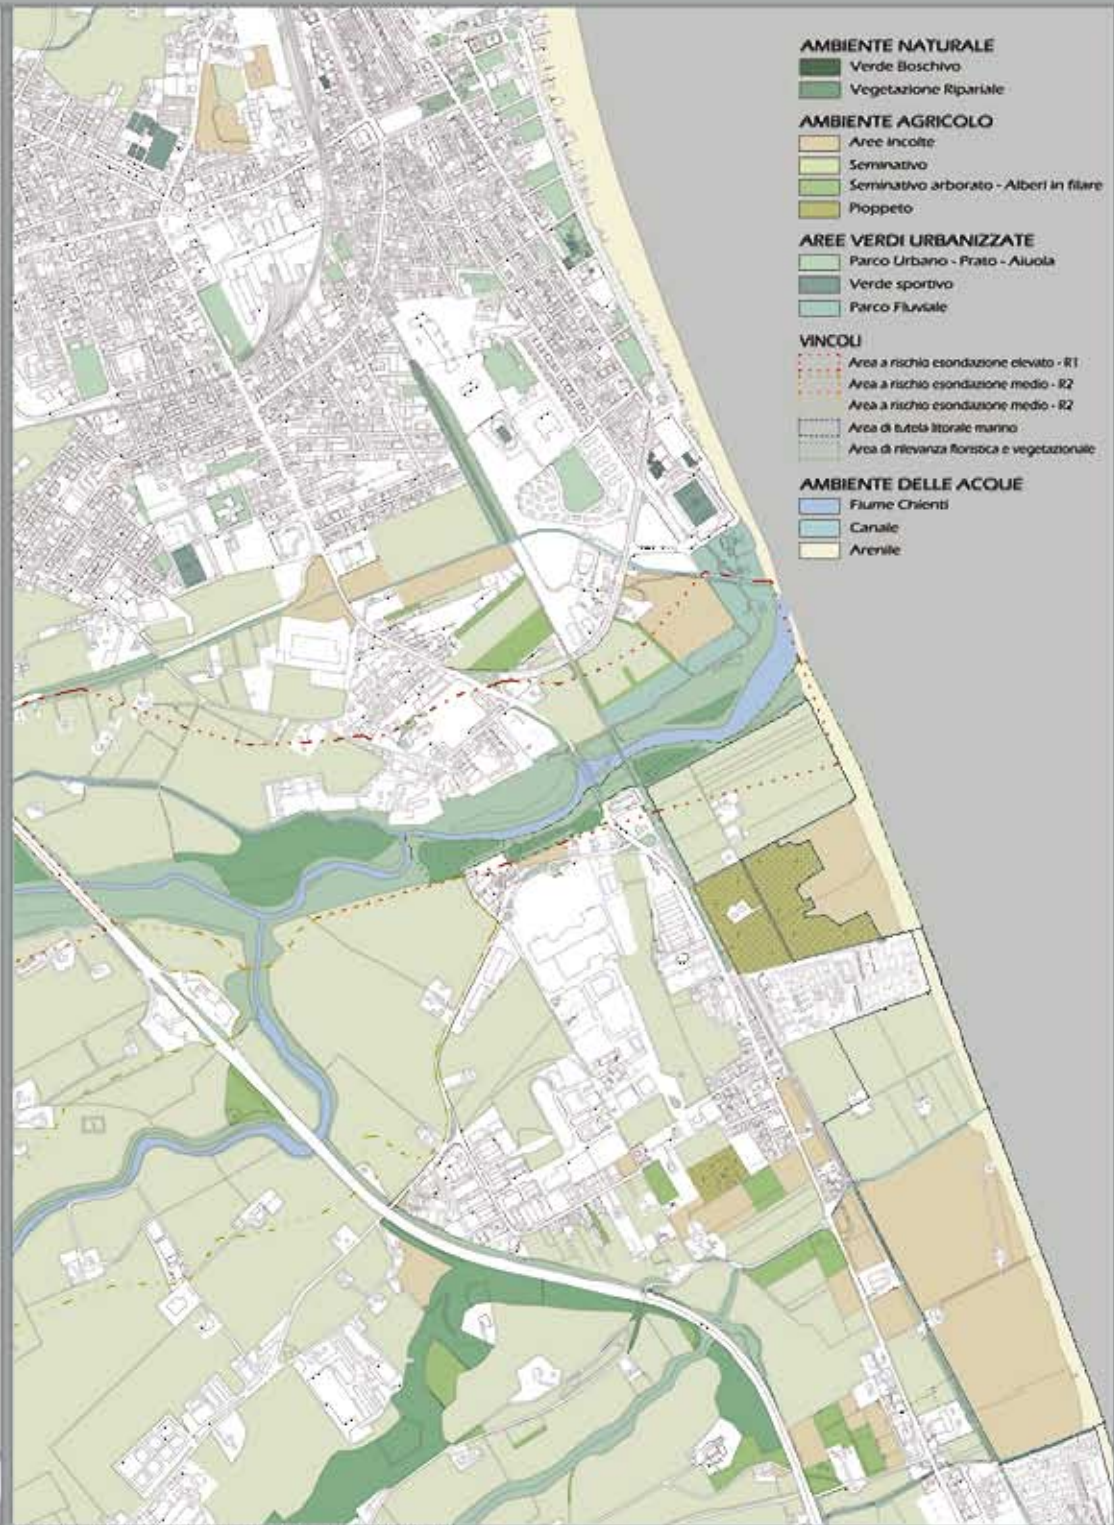 AMBIENTE NATURALE
Verde Boschivo
Vegetazione Ripariale
AMBIENTE AGRICOLO
Aree incolte
Seminativo
Seminativo arborato - Alberi in filare
Pioppeto
AREE VERDI URBANIZZATE
Parco Urbano - Prato - Aiuola
Verde sportivo
Parco Fluviale
VINCOLI
Area a rischio esondazione elevato - R1
Area a rischio esondazione medio - R2
Area a rischio esondazione medio - R2
Area di tutela litorale marino
Area di rilevanza floristica e vegetazionale
AMBIENTE DELLE ACQUE
Fiume Chienti
Canale
Arenile